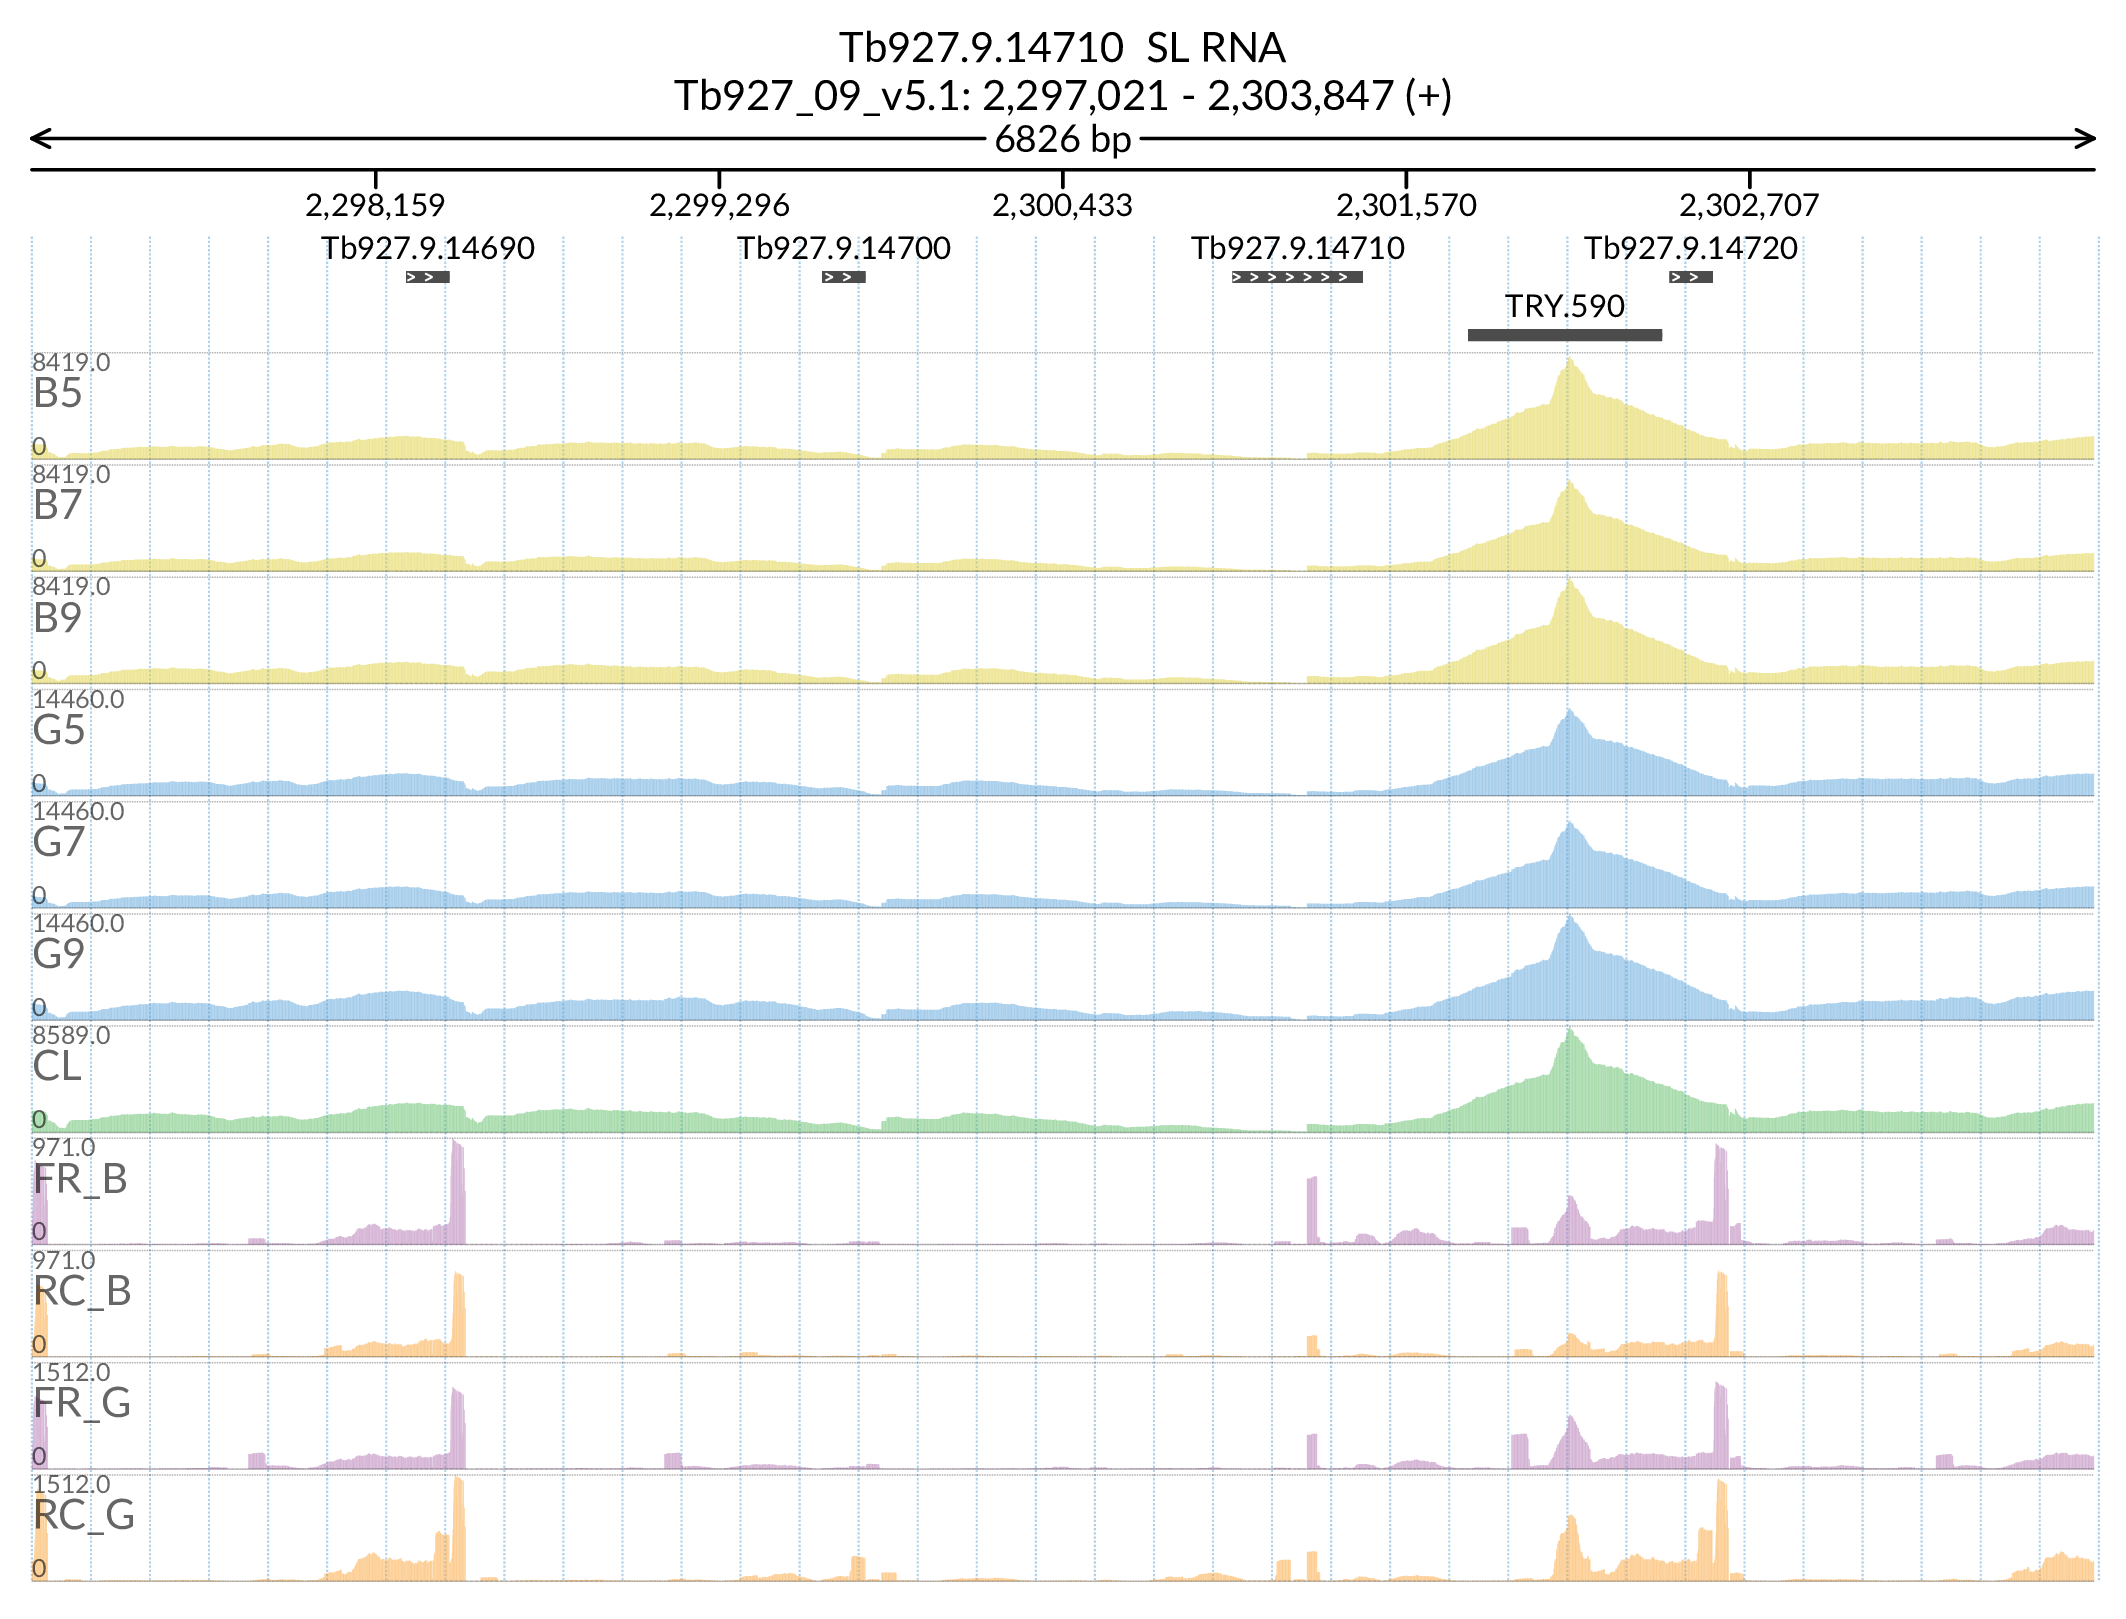 Tb927.9.14710  SL RNA
Tb927_09_v5.1: 2,297,021 - 2,303,847 (+)
6826 bp
2,298,159 2,299,296 2,300,433 2,301,570 2,302,707
Tb927.9.14690 Tb927.9.14700 Tb927.9.14710 Tb927.9.14720
TRY.590
8419.0
B5
0
8419.0
B7
0
8419.0
B9
0
14460.0
G5
0
14460.0
G7
0
14460.0
G9
0
8589.0
CL
0
971.0
FR_B
0
971.0
RC_B
0
1512.0
FR_G
0
1512.0
RC_G
0